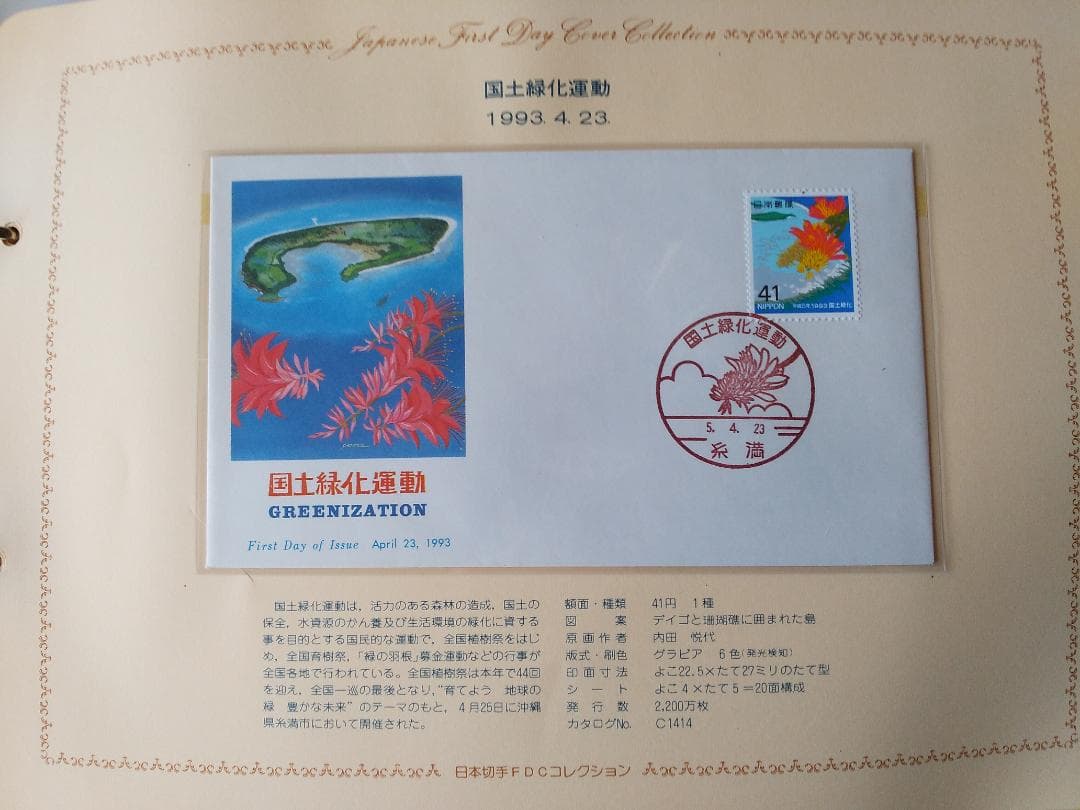 Japanese First Day Cover Collection
国土緑化運動
1993. 4. 23.
日本郵便
41
NIPPON
平成5年1993 国土緑化
国土緑化運動
5. 4. 23
糸満
国土緑化運動
GREENIZATION
First Day of Issue April 23, 1993
国土緑化運動は，活力のある森林の造成，国土の
保全，水資源のかん養及び生活環境の緑化に資する
事を目的とする国民的な運動で，全国植樹祭をはじ
め，全国育樹祭，「緑の羽根」募金運動などの行事が
全国各地で行われている。全国植樹祭は本年で44回
を迎え，全国一巡の最後となり，“育てよう 地球の
緑 豊かな未来”のテーマのもと，4月25日に沖縄
県糸満市において開催された。
額面・種類 41円 1種
図案 デイゴと珊瑚礁に囲まれた島
原画作者 内田 悦代
版式・刷色 グラビア 6色(発光検知)
印面寸法 よこ22.5×たて27ミリのたて型
シート よこ4×たて5＝20面構成
発行数 2,200万枚
カタログNo. C1414
日本切手FDCコレクション